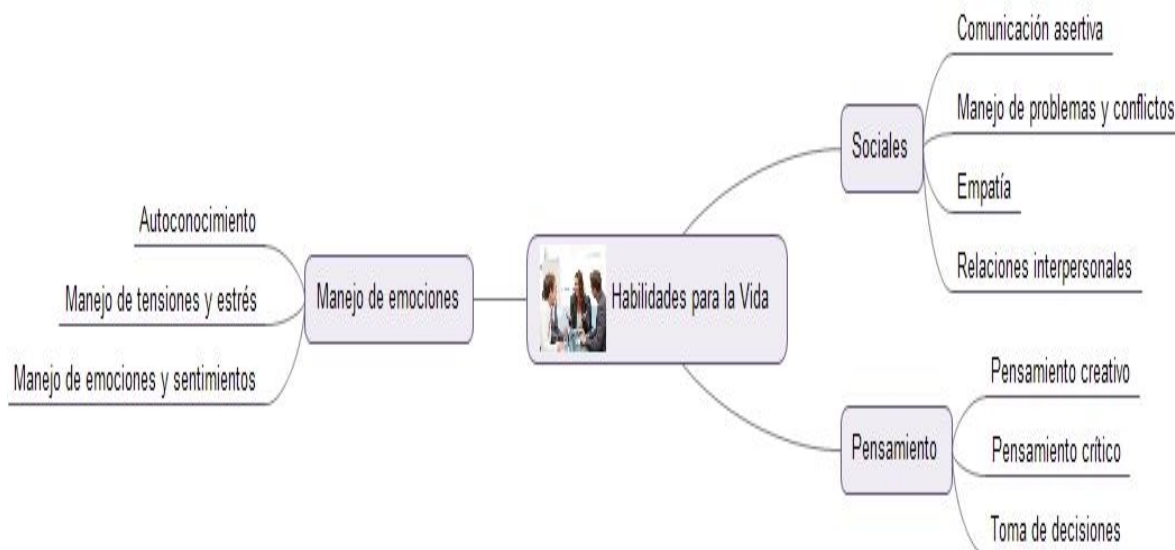 Comunicación asertiva
Manejo de problemas y conflictos
Sociales
Empatía
Relaciones interpersonales
Autoconocimiento
Manejo de tensiones y estrés
Manejo de emociones y sentimientos
Manejo de emociones
Habilidades para la Vida
Pensamiento creativo
Pensamiento
Pensamiento crítico
Toma de decisiones